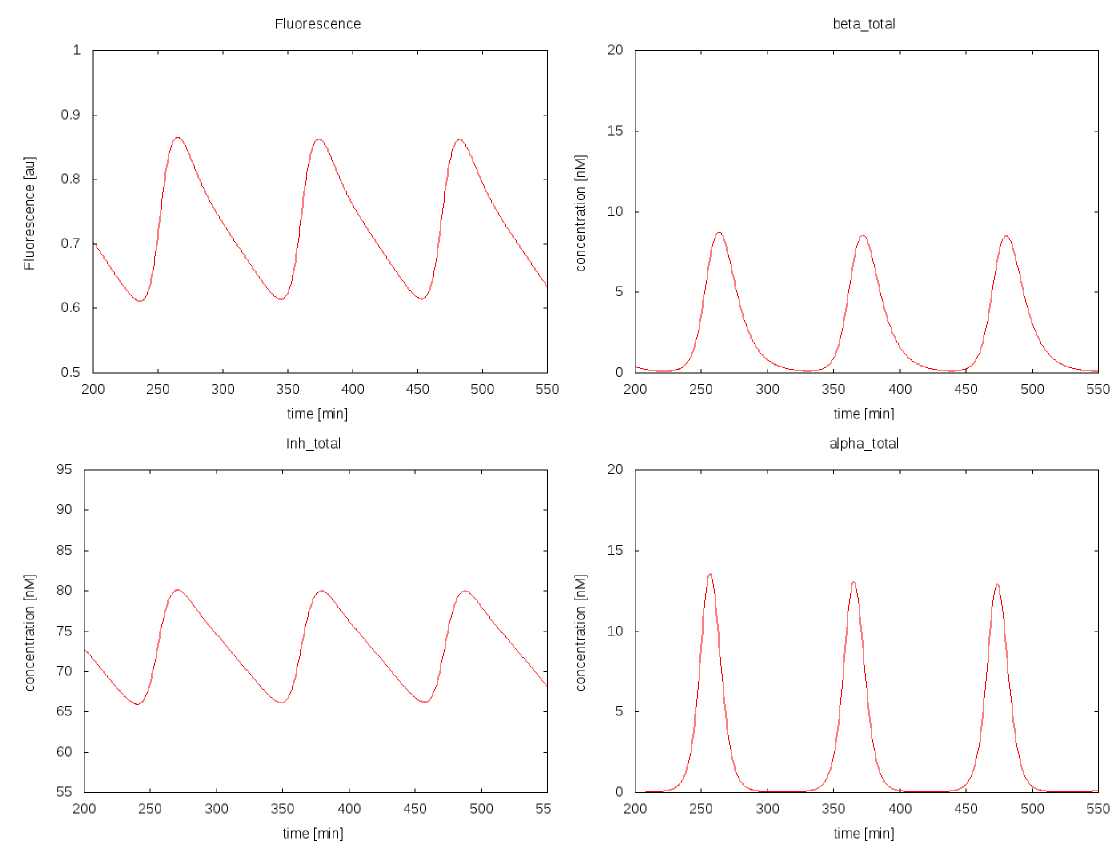 Fluorescence
1
0.9
0.8
0.7
0.6
0.5
Fluorescence [au]
200 250 300 350 400 450 500 550
time [min]
beta_total
20
15
10
5
0
concentration [nM]
200 250 300 350 400 450 500 550
time [min]
Inh_total
95
90
85
80
75
70
65
60
55
concentration [nM]
200 250 300 350 400 450 500 55
time [min]
alpha_total
20
15
10
5
0
concentration [nM]
200 250 300 350 400 450 500 550
time [min]